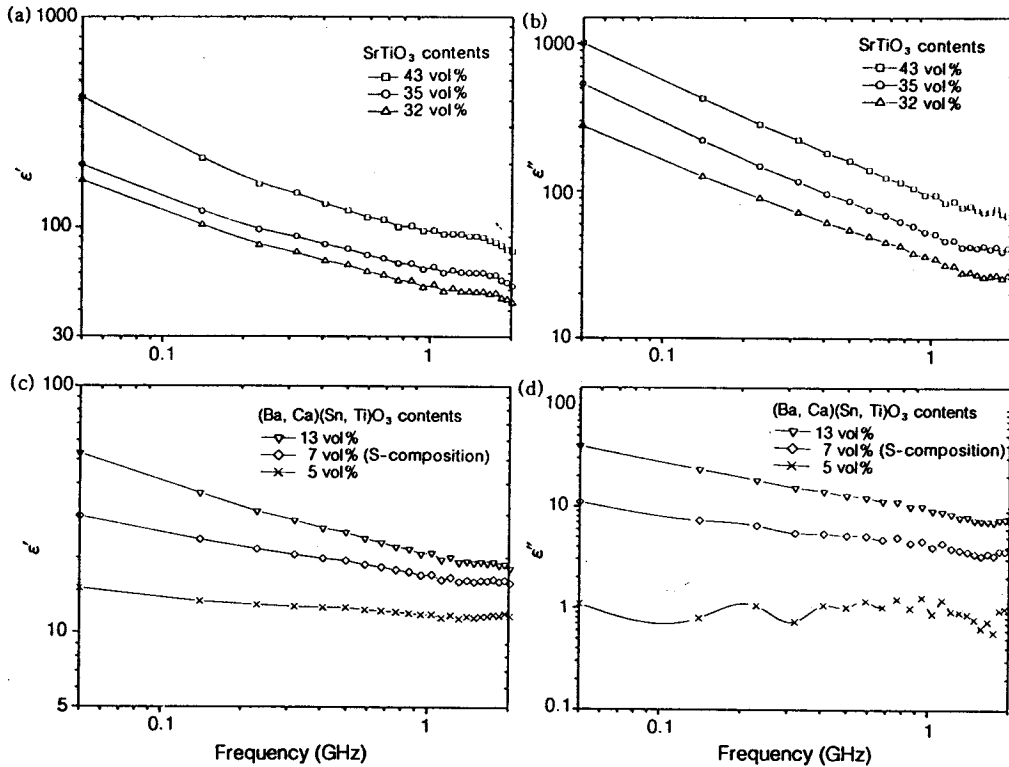 (a)
1000
100
30
ε′
0.1
1
SrTiO₃ contents
43 vol%
35 vol%
32 vol%
(b)
1000
100
10
ε″
0.1
1
SrTiO₃ contents
43 vol%
35 vol%
32 vol%
(c)
100
10
5
ε′
0.1
1
Frequency (GHz)
(Ba, Ca)(Sn, Ti)O₃ contents
13 vol%
7 vol% (S-composition)
5 vol%
(d)
100
10
1
0.1
ε″
0.1
1
Frequency (GHz)
(Ba, Ca)(Sn, Ti)O₃ contents
13 vol%
7 vol% (S-composition)
5 vol%